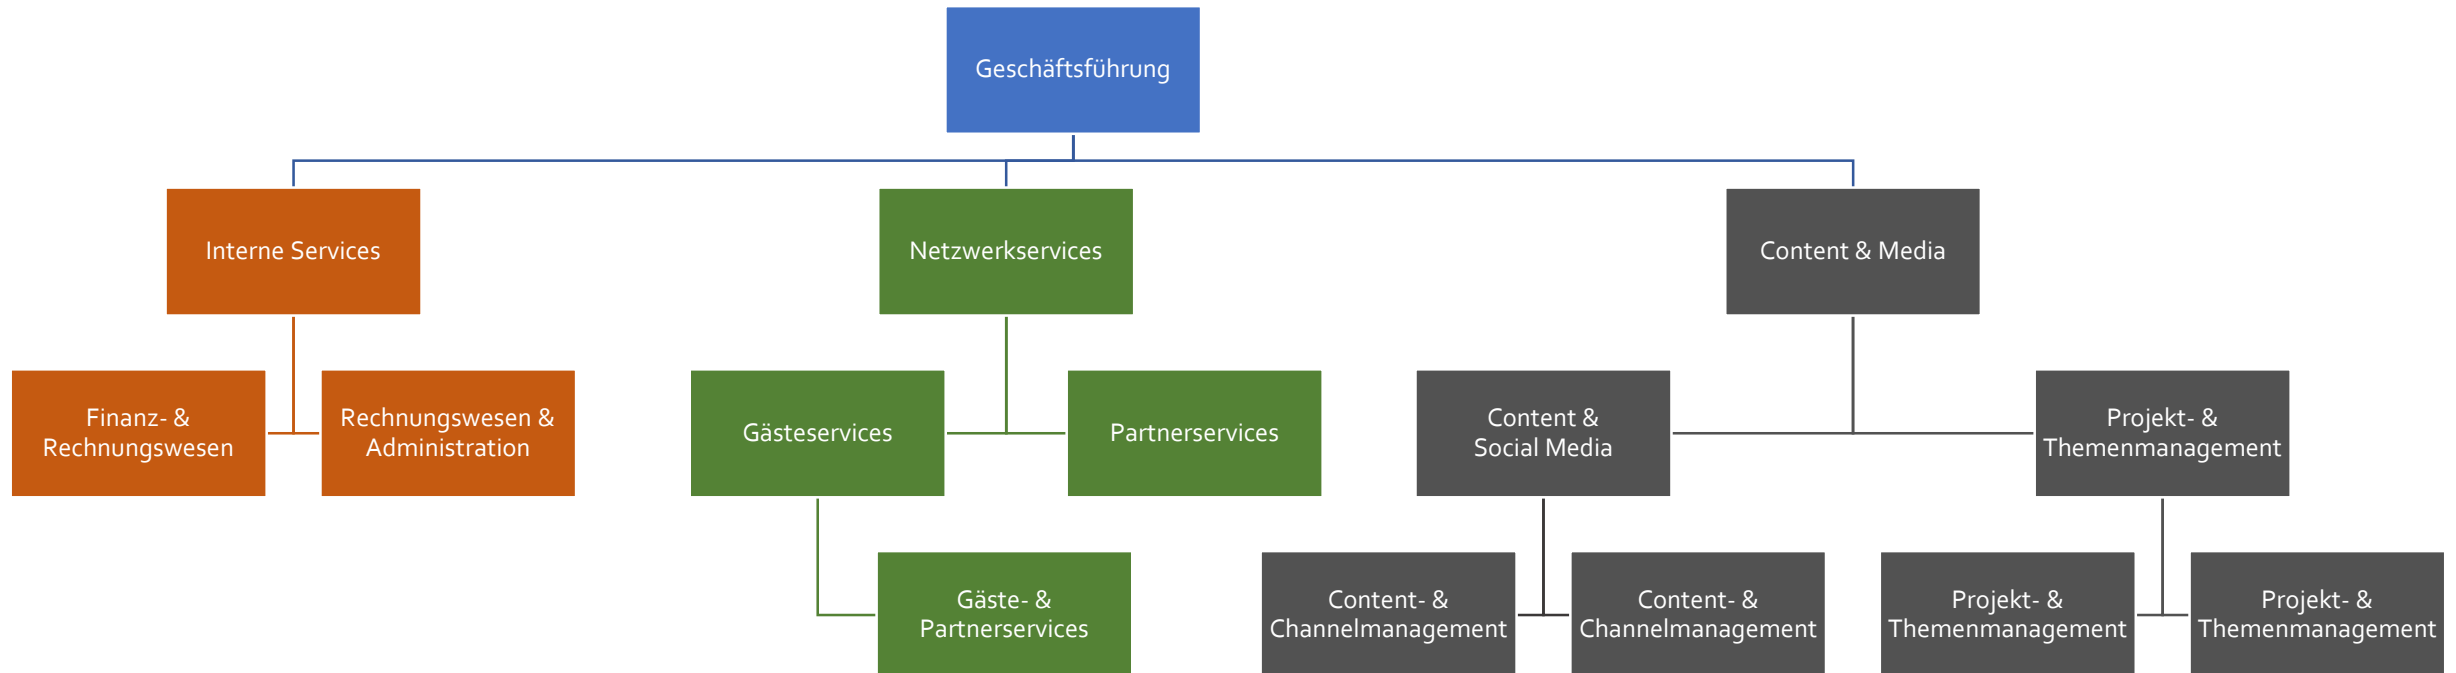 Geschäftsführung
Interne Services
Netzwerkservices
Content & Media
Finanz- &
Rechnungswesen
Rechnungswesen &
Administration
Gästeservices
Partnerservices
Content &
Social Media
Projekt- &
Themenmanagement
Gäste- &
Partnerservices
Content- &
Channelmanagement
Content- &
Channelmanagement
Projekt- &
Themenmanagement
Projekt- &
Themenmanagement